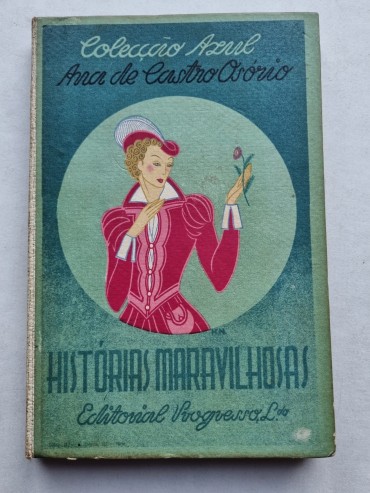 Colecção Azul
Ana de Castro Osório
HISTÓRIAS MARAVILHOSAS
Editorial Progresso, L.da